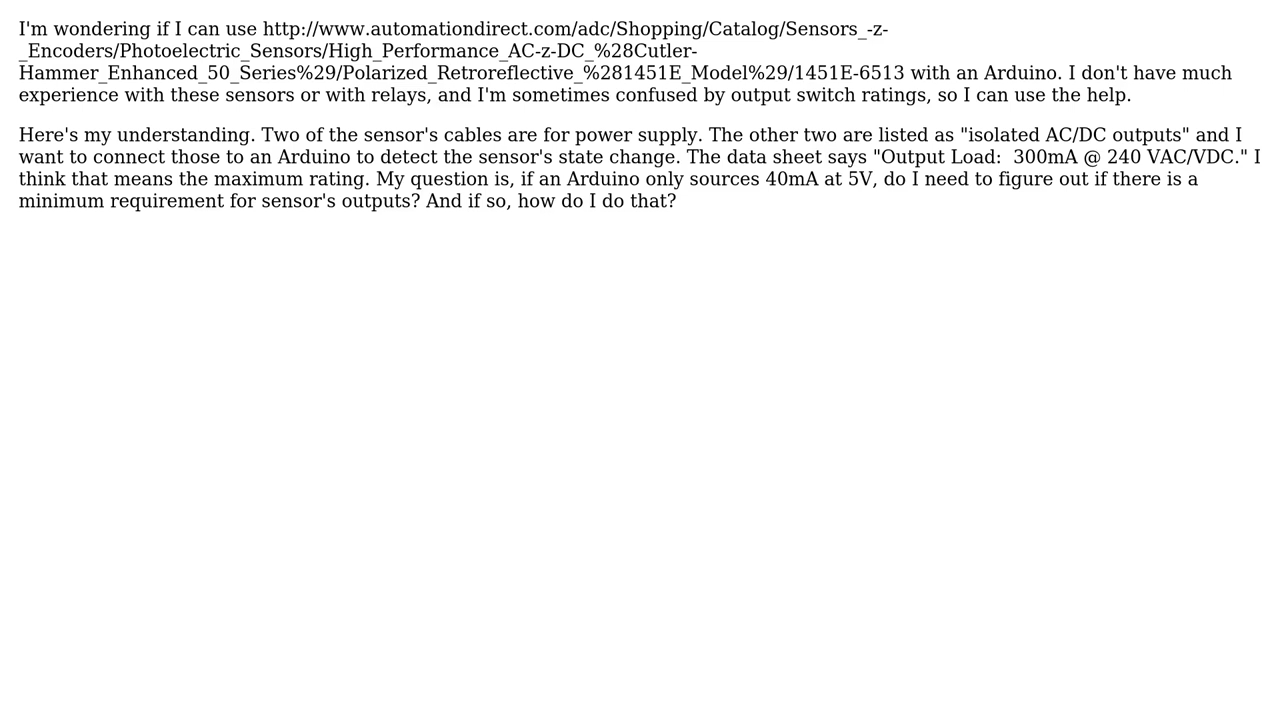 I'm wondering if I can use http://www.automationdirect.com/adc/Shopping/Catalog/Sensors_-z-
_Encoders/Photoelectric_Sensors/High_Performance_AC-z-DC_%28Cutler-
Hammer_Enhanced_50_Series%29/Polarized_Retroreflective_%281451E_Model%29/1451E-6513 with an Arduino. I don't have much
experience with these sensors or with relays, and I'm sometimes confused by output switch ratings, so I can use the help.
Here's my understanding. Two of the sensor's cables are for power supply. The other two are listed as "isolated AC/DC outputs" and I
want to connect those to an Arduino to detect the sensor's state change. The data sheet says "Output Load:  300mA @ 240 VAC/VDC." I
think that means the maximum rating. My question is, if an Arduino only sources 40mA at 5V, do I need to figure out if there is a
minimum requirement for sensor's outputs? And if so, how do I do that?